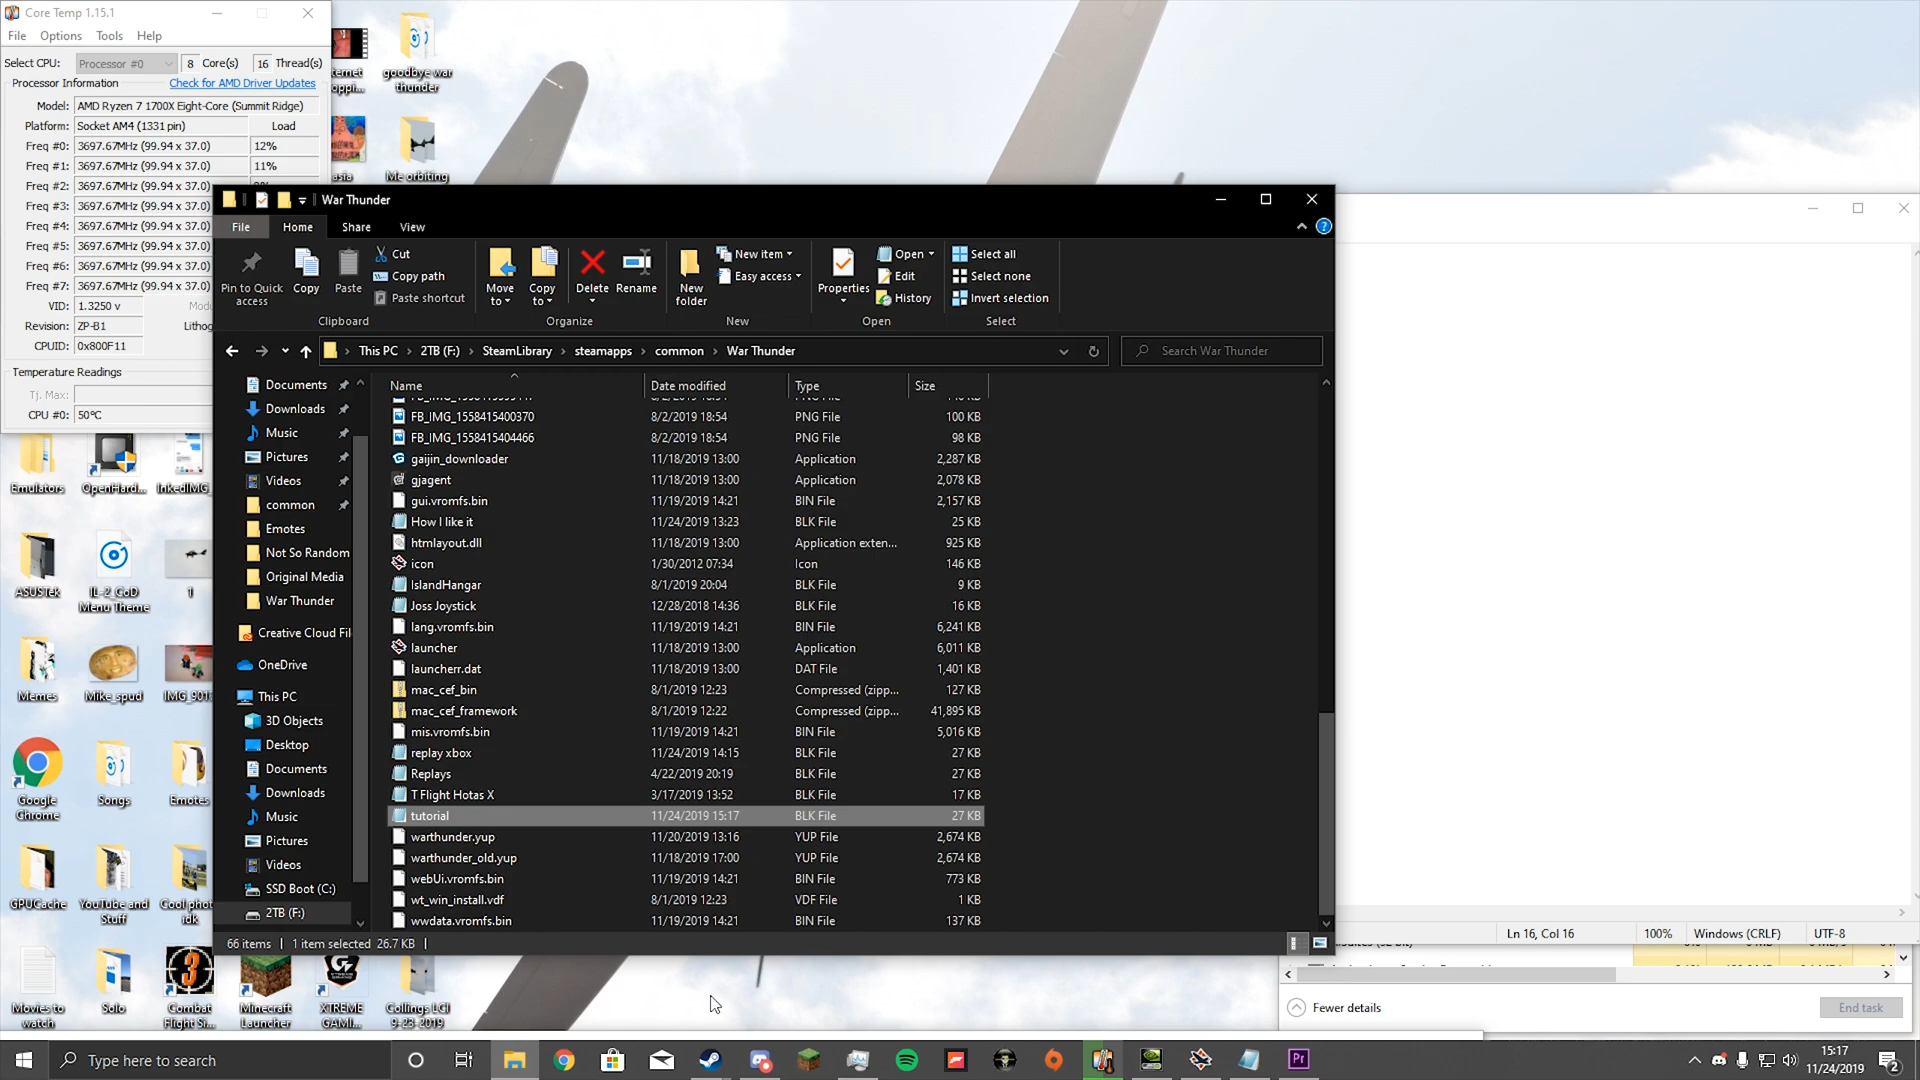 Core Temp 1.15.1
File Options Tools Help
Select CPU: Processor #0 8 Core(s) 16 Thread(s)
Processor Information Check for AMD Driver Updates
Model: AMD Ryzen 7 1700X Eight-Core (Summit Ridge)
Platform: Socket AM4 (1331 pin) Load
Freq #0: 3697.67MHz (99.94 x 37.0) 12%
Freq #1: 3697.67MHz (99.94 x 37.0) 11%
Freq #2: 3697.67MHz (99.94 x 37.0)
Freq #3: 3697.67MHz (99.94 x 37.0)
Freq #4: 3697.67MHz (99.94 x 37.0)
Freq #5: 3697.67MHz (99.94 x 37.0)
Freq #6: 3697.67MHz (99.94 x 37.0)
Freq #7: 3697.67MHz (99.94 x 37.0)
VID: 1.3250 v
Revision: ZP-B1 Lithog
CPUID: 0x800F11
Temperature Readings
Tj. Max:
CPU #0: 50°C
goodbye war thunder
asia
Me orbiting
War Thunder
File Home Share View
Pin to Quick access
Copy
Paste
Cut
Copy path
Paste shortcut
Clipboard
Move to
Copy to
Delete
Rename
Organize
New folder
New item
Easy access
New
Properties
Open
Edit
History
Open
Select all
Select none
Invert selection
Select
This PC › 2TB (F:) › SteamLibrary › steamapps › common › War Thunder
Search War Thunder
Documents
Downloads
Music
Pictures
Videos
common
Emotes
Not So Random
Original Media
War Thunder
Creative Cloud Fil
OneDrive
This PC
3D Objects
Desktop
Documents
Downloads
Music
Pictures
Videos
SSD Boot (C:)
2TB (F:)
Name Date modified Type Size
FB_IMG_1558415400370 8/2/2019 18:54 PNG File 100 KB
FB_IMG_1558415404466 8/2/2019 18:54 PNG File 98 KB
gaijin_downloader 11/18/2019 13:00 Application 2,287 KB
gjagent 11/18/2019 13:00 Application 2,078 KB
gui.vromfs.bin 11/19/2019 14:21 BIN File 2,157 KB
How I like it 11/24/2019 13:23 BLK File 25 KB
htmlayout.dll 11/18/2019 13:00 Application exten... 925 KB
icon 1/30/2012 07:34 Icon 146 KB
IslandHangar 8/1/2019 20:04 BLK File 9 KB
Joss Joystick 12/28/2018 14:36 BLK File 16 KB
lang.vromfs.bin 11/19/2019 14:21 BIN File 6,241 KB
launcher 11/18/2019 13:00 Application 6,011 KB
launcherr.dat 11/18/2019 13:00 DAT File 1,401 KB
mac_cef_bin 8/1/2019 12:23 Compressed (zipp... 127 KB
mac_cef_framework 8/1/2019 12:22 Compressed (zipp... 41,895 KB
mis.vromfs.bin 11/19/2019 14:21 BIN File 5,016 KB
replay xbox 11/24/2019 14:15 BLK File 27 KB
Replays 4/22/2019 20:19 BLK File 27 KB
T Flight Hotas X 3/17/2019 13:52 BLK File 17 KB
tutorial 11/24/2019 15:17 BLK File 27 KB
warthunder.yup 11/20/2019 13:16 YUP File 2,674 KB
warthunder_old.yup 11/18/2019 17:00 YUP File 2,674 KB
webUi.vromfs.bin 11/19/2019 14:21 BIN File 773 KB
wt_win_install.vdf 8/1/2019 12:23 VDF File 1 KB
wwdata.vromfs.bin 11/19/2019 14:21 BIN File 137 KB
66 items 1 item selected 26.7 KB
Emulators OpenHard... InkedIMG_
ASUSTek IL-2_CoD Menu Theme 1
Memes Mike_spud IMG_901
Google Chrome Songs Emotes
GPUCache YouTube and Stuff Cool phot idk
Movies to watch Solo Combat Flight Si... Minecraft Launcher XTREME GAMI... Collings LCI 9-23-2019
Ln 16, Col 16 100% Windows (CRLF) UTF-8
Fewer details End task
Type here to search
15:17
11/24/2019
2